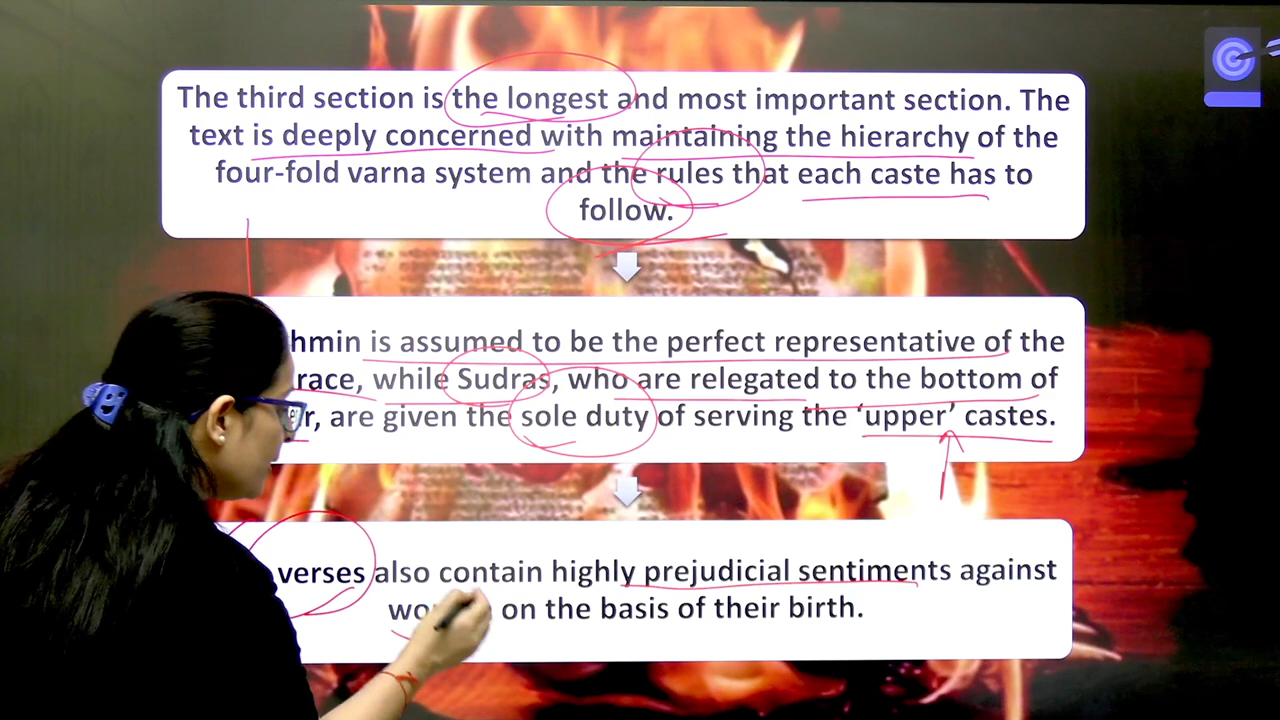 The third section is the longest and most important section. The
text is deeply concerned with maintaining the hierarchy of the
four-fold varna system and the rules that each caste has to
follow.
is assumed to be the perfect representative of the
race, while Sudras, who are relegated to the bottom of
are given the sole duty of serving the ‘upper’ castes.
verses also contain highly prejudicial sentiments against
on the basis of their birth.